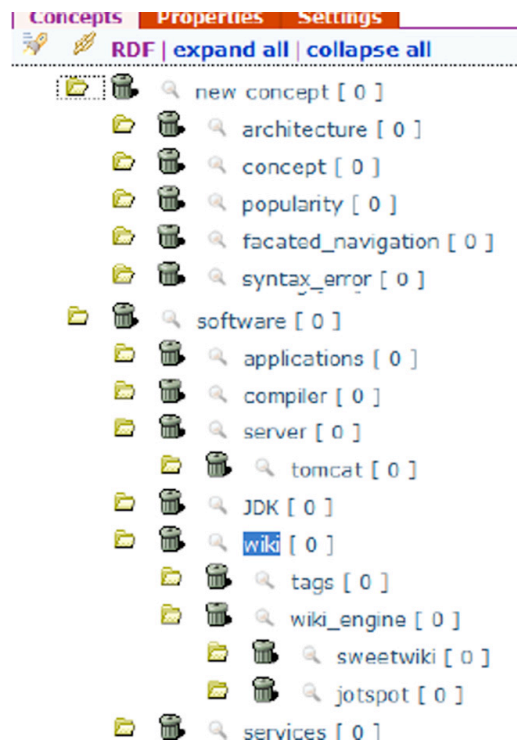 Concepts Properties Settings
RDF | expand all | collapse all
new concept [ 0 ]
architecture [ 0 ]
concept [ 0 ]
popularity [ 0 ]
facated_navigation [ 0 ]
syntax_error [ 0 ]
software [ 0 ]
applications [ 0 ]
compiler [ 0 ]
server [ 0 ]
tomcat [ 0 ]
JDK [ 0 ]
wiki [ 0 ]
tags [ 0 ]
wiki_engine [ 0 ]
sweetwiki [ 0 ]
jotspot [ 0 ]
services [ 0 ]